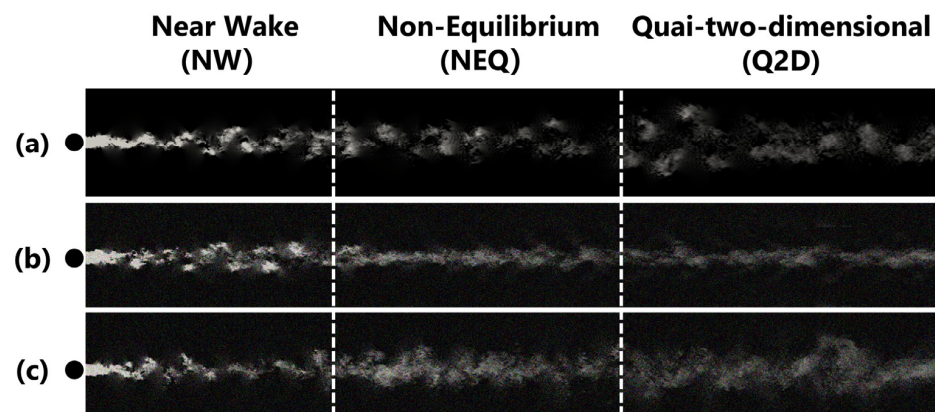 Near Wake
(NW)
Non-Equilibrium
(NEQ)
Quai-two-dimensional
(Q2D)
(a)
(b)
(c)